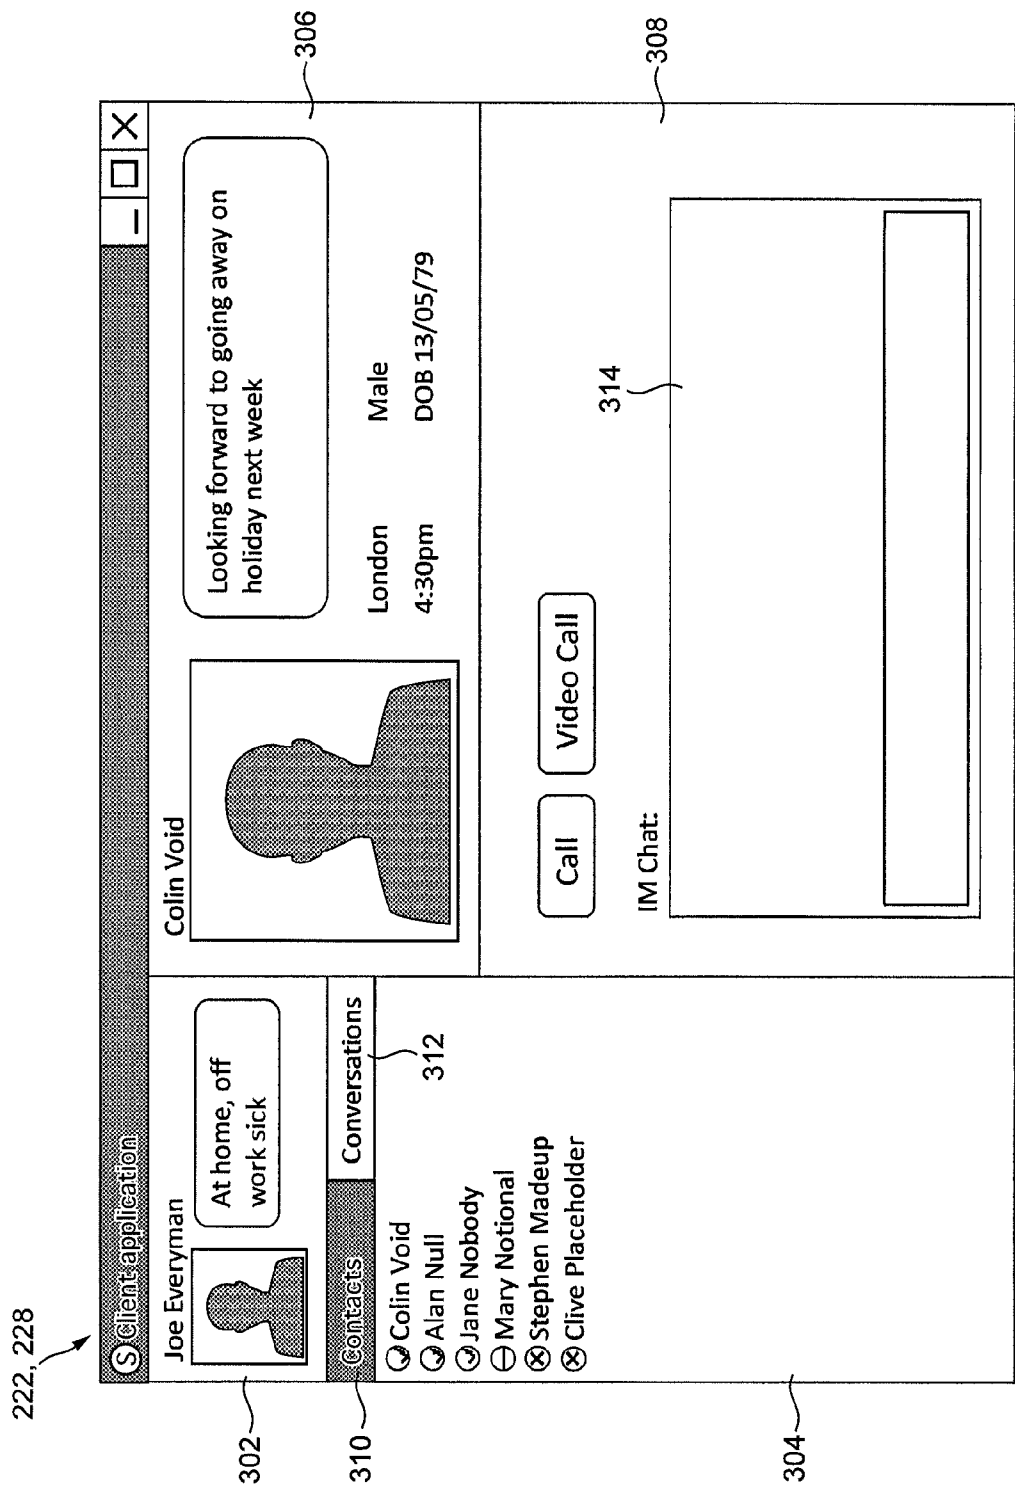 222, 228
S Client application
Joe Everyman
At home, off
work sick
302
Contacts
Conversations
310
312
Colin Void
Alan Null
Jane Nobody
Mary Notional
Stephen Madeup
Clive Placeholder
304
Colin Void
Looking forward to going away on
holiday next week
London
Male
4:30pm
DOB 13/05/79
306
Call
Video Call
IM Chat:
314
308